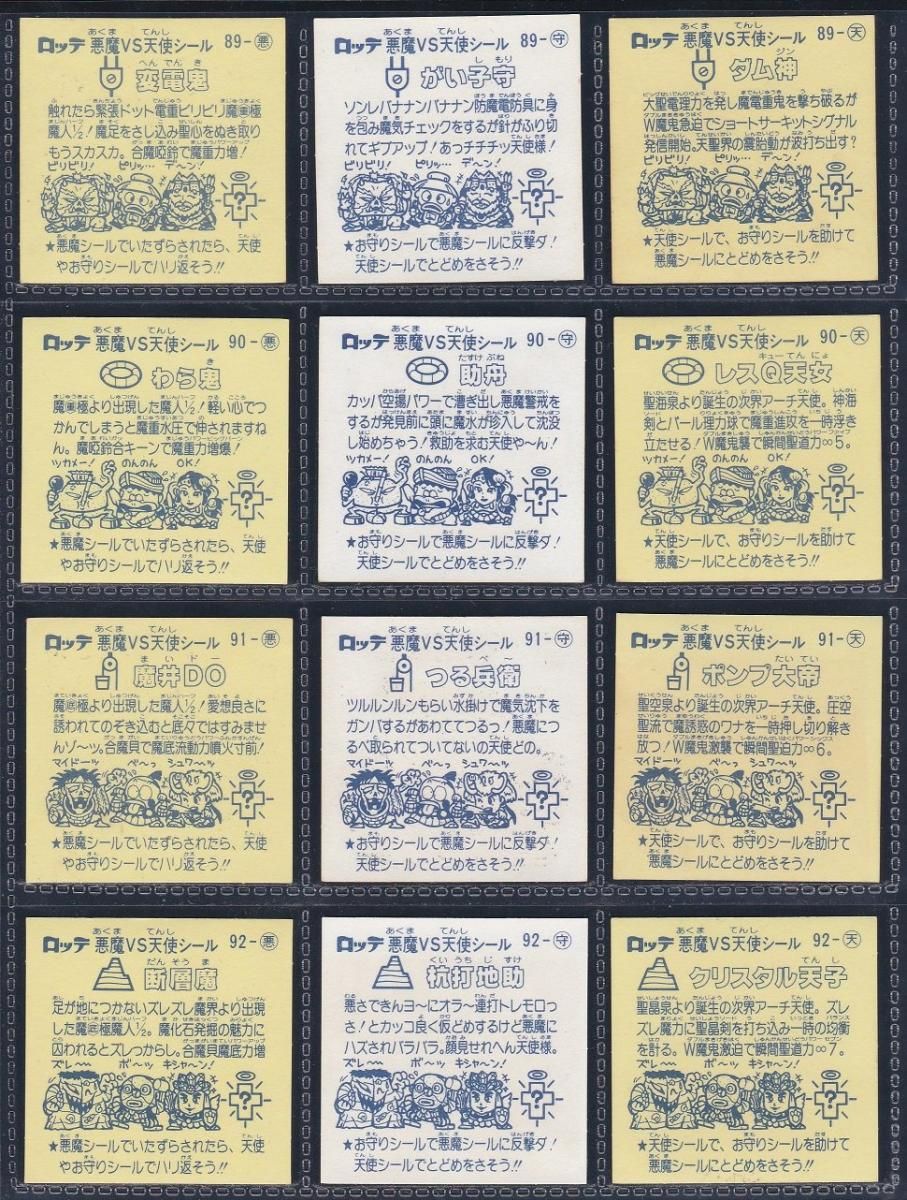 ロッテ 悪魔VS天使シール 89-悪
変電鬼
触れたら緊張ドット電重ビリビリ魔電極
魔人½！魔足をさし込み聖心をぬき取り
もうスカスカ。合魔啞鈴で魔重力増！
ピリピリ！ ピリッ… デーン！
★悪魔シールでいたずらされたら、天使
やお守りシールでハリ返そう!!
ロッテ 悪魔VS天使シール 89-守
がい子守
ソンレバナナンバナナン防魔電防具に身
を包み魔気チェックをするが針がふり切
れてギブアップ！あっチチチッ天使様！
ピリピリ！ ピリッ… デーン！
★お守りシールで悪魔シールに反撃ダ！
天使シールでとどめをさそう!!
ロッテ 悪魔VS天使シール 89-天
ダム神
大聖電理力を発し魔電重鬼を撃ち破るが
W魔鬼急迫でショートサーキットシグナル
発信開始、天聖界の震胎動が波打ち出す？
ピリピリ！ ピリッ… デーン！
★天使シールで、お守りシールを助けて
悪魔シールにとどめをさそう!!
ロッテ 悪魔VS天使シール 90-悪
わら鬼
魔重極より出現した魔人½！軽い心でつ
かんでしまうと魔重水圧で伸されますね
ん。魔啞鈴合キーンで魔重力増爆！
ツカメー！ のんのん OK！
★悪魔シールでいたずらされたら、天使
やお守りシールでハリ返そう!!
ロッテ 悪魔VS天使シール 90-守
助舟
カッパ空揚パワーで漕ぎ出し悪魔警戒を
するが発見前に頭に魔水が珍入して沈没
し始めちゃう！救助を求む天使や〜ん！
ツカメー！ のんのん OK！
★お守りシールで悪魔シールに反撃ダ！
天使シールでとどめをさそう!!
ロッテ 悪魔VS天使シール 90-天
レスQ天女
聖海泉より誕生の次界アーチ天使。神海
剣とパール理力球で魔重進攻を一時浮き
立たせる！W魔鬼襲で瞬間聖道力∞5。
ツカメー！ のんのん OK！
★天使シールで、お守りシールを助けて
悪魔シールにとどめをさそう!!
ロッテ 悪魔VS天使シール 91-悪
魔井DO
魔底極より出現した魔人½！愛想良さに
誘われてのぞき込むと底々ではすみませ
んゾ〜ッ。合魔貝で魔底流動力噴火寸前！
マイドーッ ベ〜っ シュワ〜ッ
★悪魔シールでいたずらされたら、天使
やお守りシールでハリ返そう!!
ロッテ 悪魔VS天使シール 91-守
つる兵衛
ツルルンルンもらい水掛けで魔気沈下を
ガンバするがあわててつるっ！悪魔につ
るべ取られてついてないの天使どの。
マイドーッ ベ〜っ シュワ〜ッ
★お守りシールで悪魔シールに反撃ダ！
天使シールでとどめをさそう!!
ロッテ 悪魔VS天使シール 91-天
ポンプ大帝
聖空泉より誕生の次界アーチ天使。圧空
聖流で魔誘惑のワナを一時押し切り解き
放つ！W魔鬼激襲で瞬間聖迫力∞6。
マイドーッ ベ〜っ シュワ〜ッ
★天使シールで、お守りシールを助けて
悪魔シールにとどめをさそう!!
ロッテ 悪魔VS天使シール 92-悪
断層魔
足が地につかないズレズレ魔界より出現
した魔底極魔人½。魔化石発掘の魅力に
囚われるとズレっからし。合魔貝魔底力増
ズレ〜〜 ポ〜ッ キシャーン！
★悪魔シールでいたずらされたら、天使
やお守りシールでハリ返そう!!
ロッテ 悪魔VS天使シール 92-守
杭打地助
悪さできんヨ〜にオラ〜連打トレモロっ
さ！とカッコ良く仮どめするけど悪魔に
ハズされバラバラ。顔見せれへん天使様。
ズレ〜〜 ポ〜ッ キシャーン！
★お守りシールで悪魔シールに反撃ダ！
天使シールでとどめをさそう!!
ロッテ 悪魔VS天使シール 92-天
クリスタル天子
聖晶泉より誕生の次界アーチ天使。ズレ
ズレ魔力に聖晶剣を打ち込み一時の均衡
を計る。W魔鬼激迫で瞬間聖道力∞7。
ズレ〜〜 ポ〜ッ キシャーン！
★天使シールで、お守りシールを助けて
悪魔シールにとどめをさそう!!